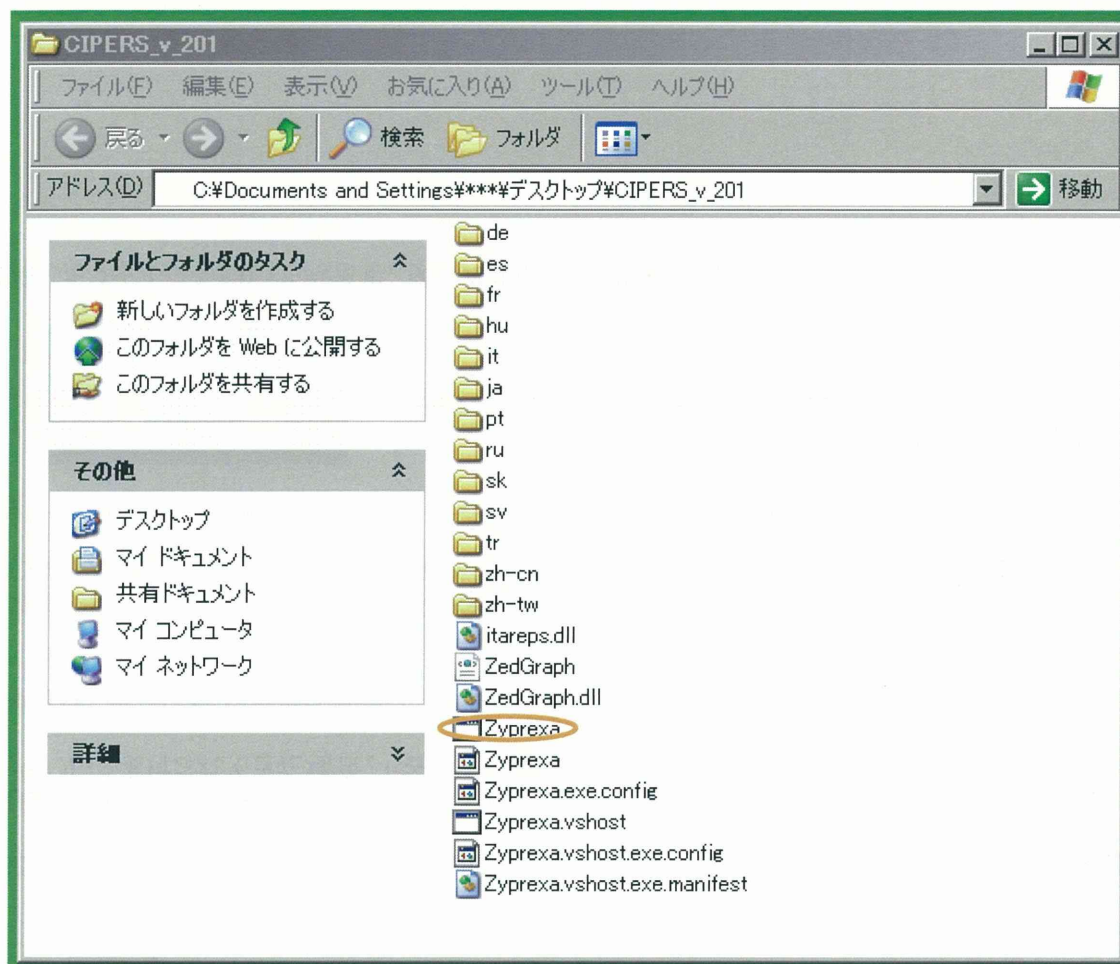 CIPERS_v_201
ファイル(F) 編集(E) 表示(V) お気に入り(A) ツール(T) ヘルプ(H)
戻る 検索 フォルダ
アドレス(D) C:¥Documents and Settings¥***¥デスクトップ¥CIPERS_v_201 移動
ファイルとフォルダのタスク
新しいフォルダを作成する
このフォルダを Web に公開する
このフォルダを共有する
その他
デスクトップ
マイ ドキュメント
共有ドキュメント
マイ コンピュータ
マイ ネットワーク
詳細
de
es
fr
hu
it
ja
pt
ru
sk
sv
tr
zh-cn
zh-tw
itareps.dll
ZedGraph
ZedGraph.dll
Zyprexa
Zyprexa
Zyprexa.exe.config
Zyprexa.vshost
Zyprexa.vshost.exe.config
Zyprexa.vshost.exe.manifest